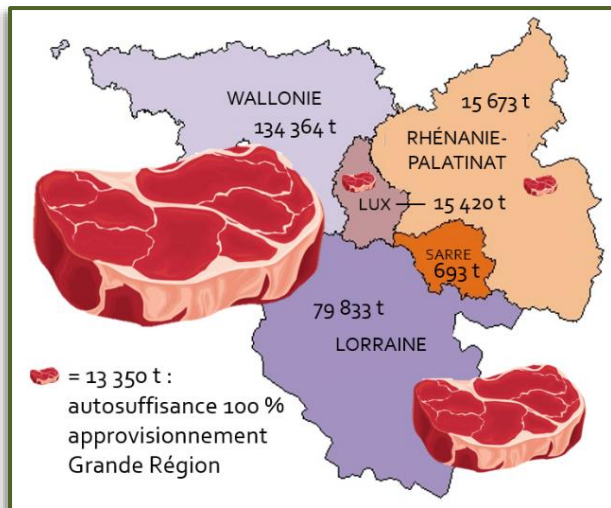 WALLONIE
134 364 t
15 673 t
RHÉNANIE-
PALATINAT
LUX
15 420 t
SARRE
693 t
79 833 t
LORRAINE
= 13 350 t :
autosuffisance 100 %
approvisionnement
Grande Région